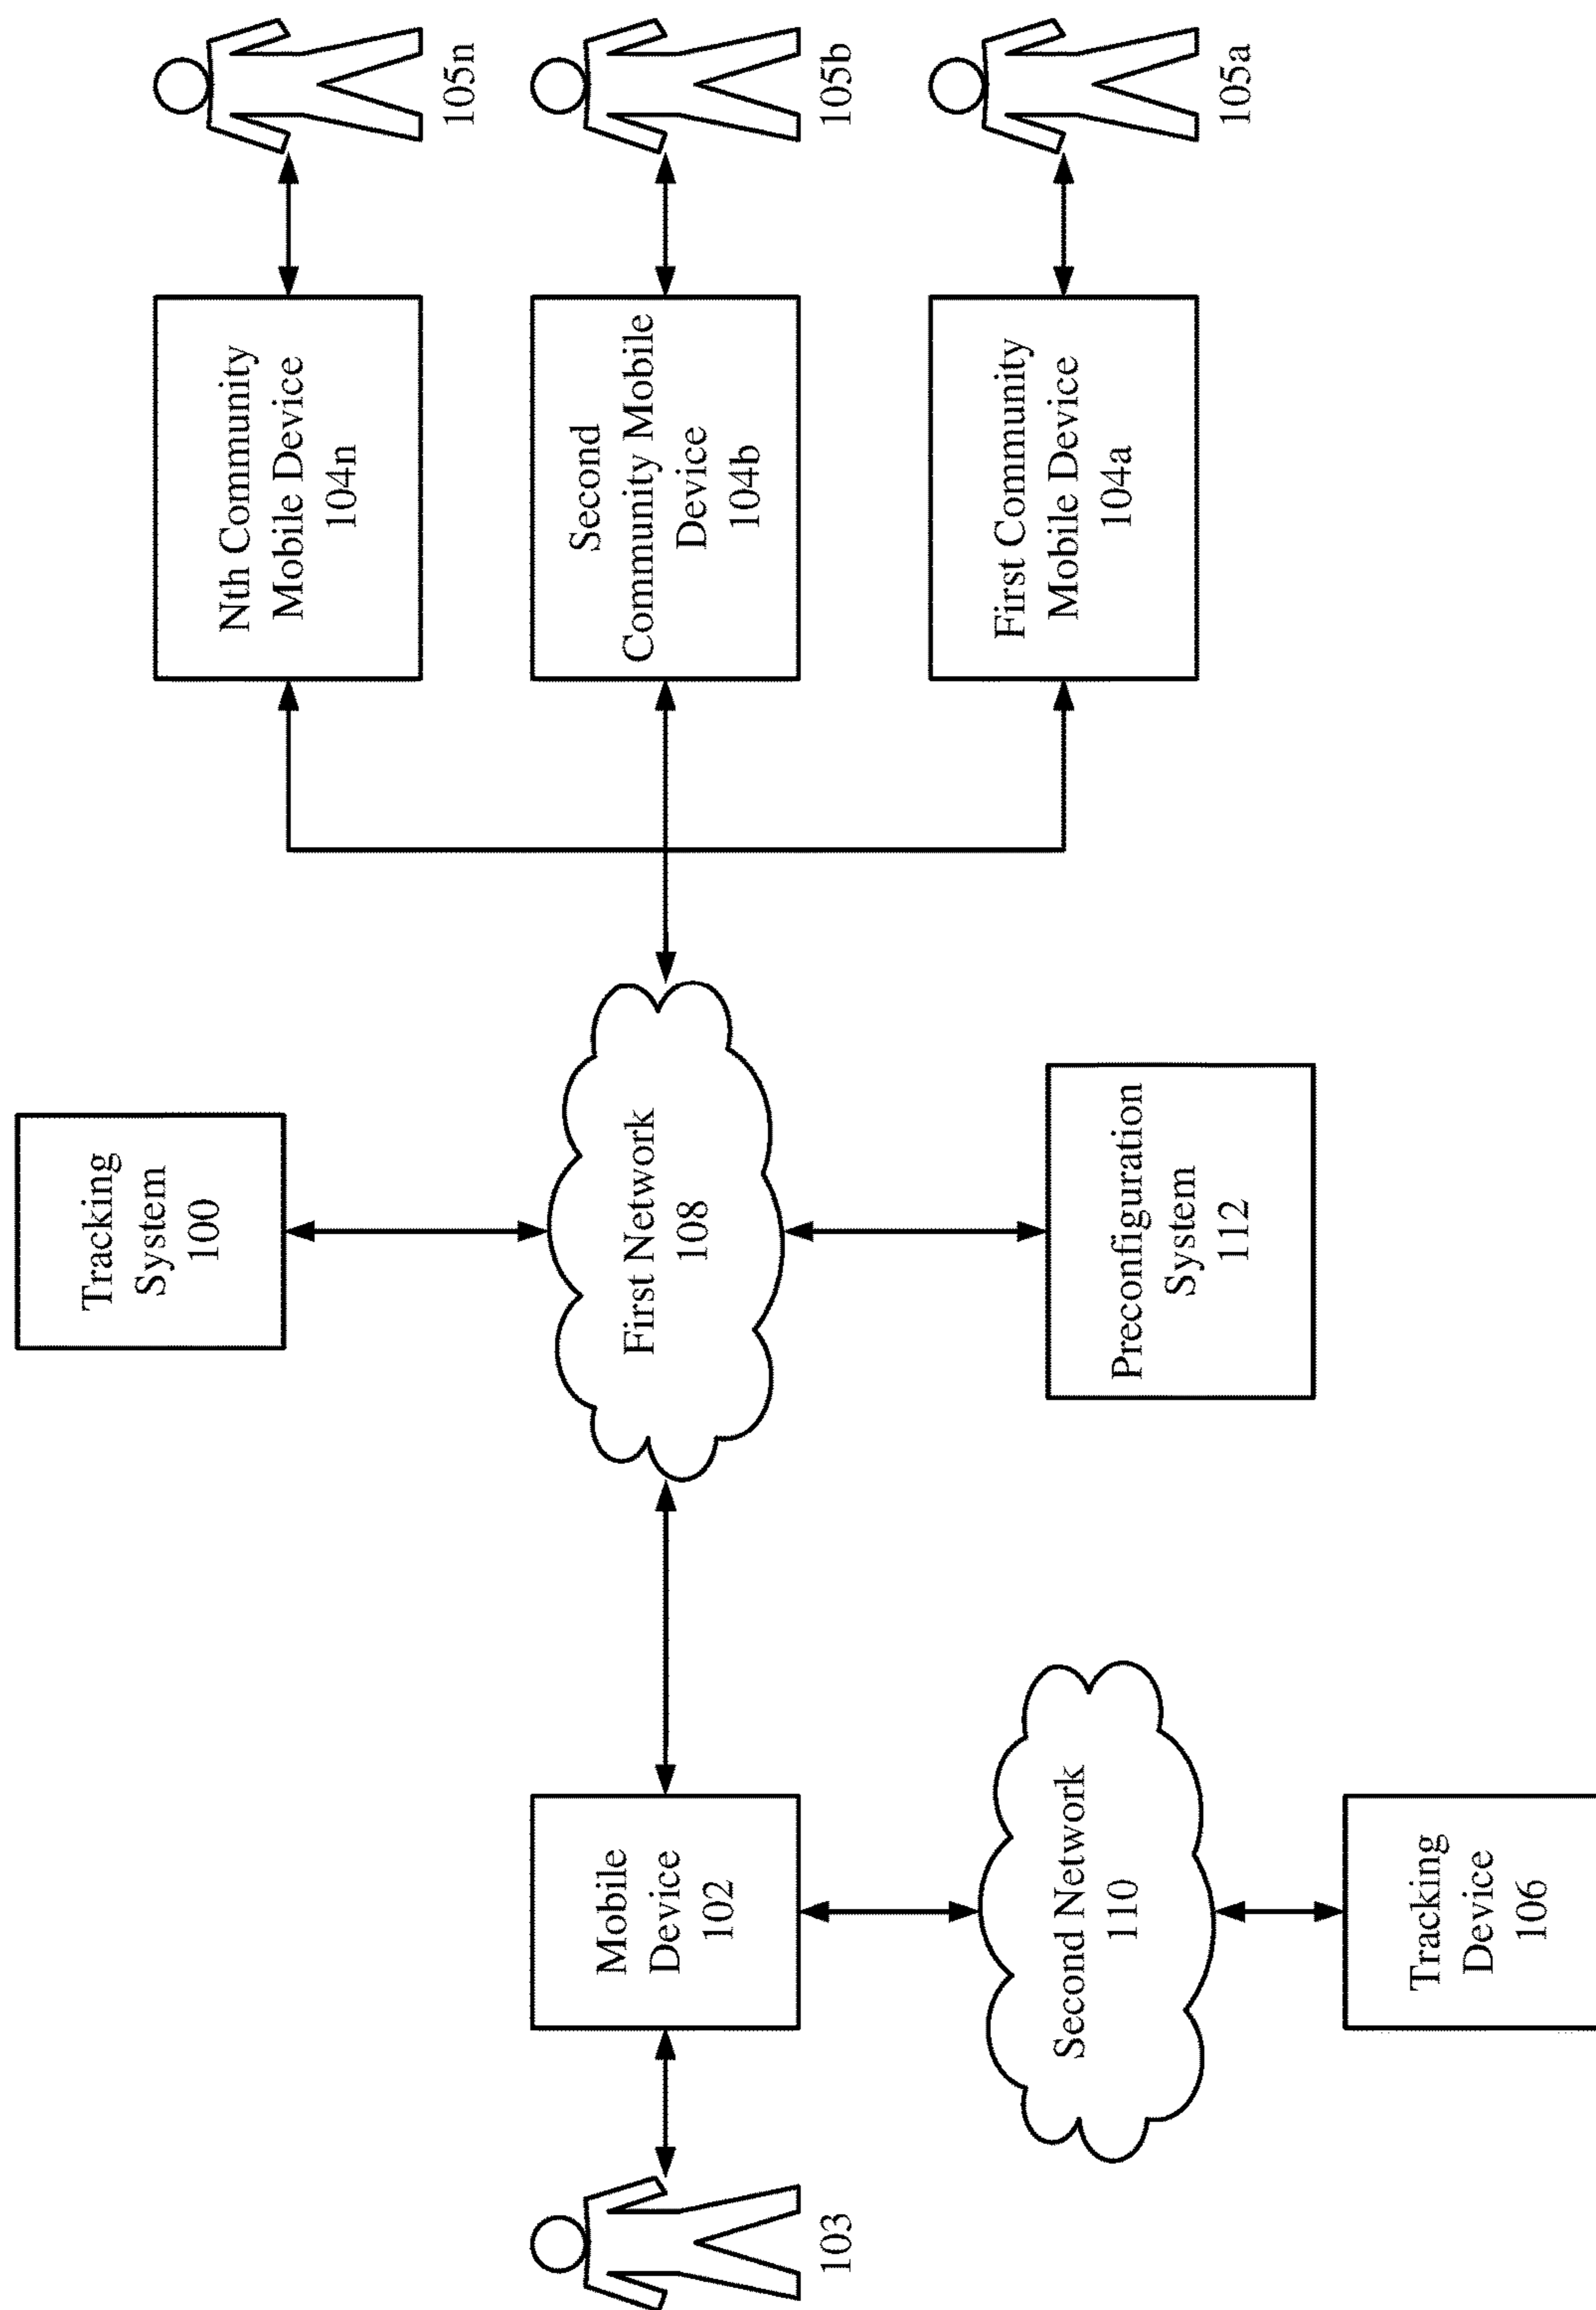 Tracking
System
100
Nth Community
Mobile Device
104n
105n
Mobile
Device
102
103
First Network
108
Second
Community Mobile
Device
104b
105b
Second Network
110
Preconfiguration
System
112
First Community
Mobile Device
104a
105a
Tracking
Device
106